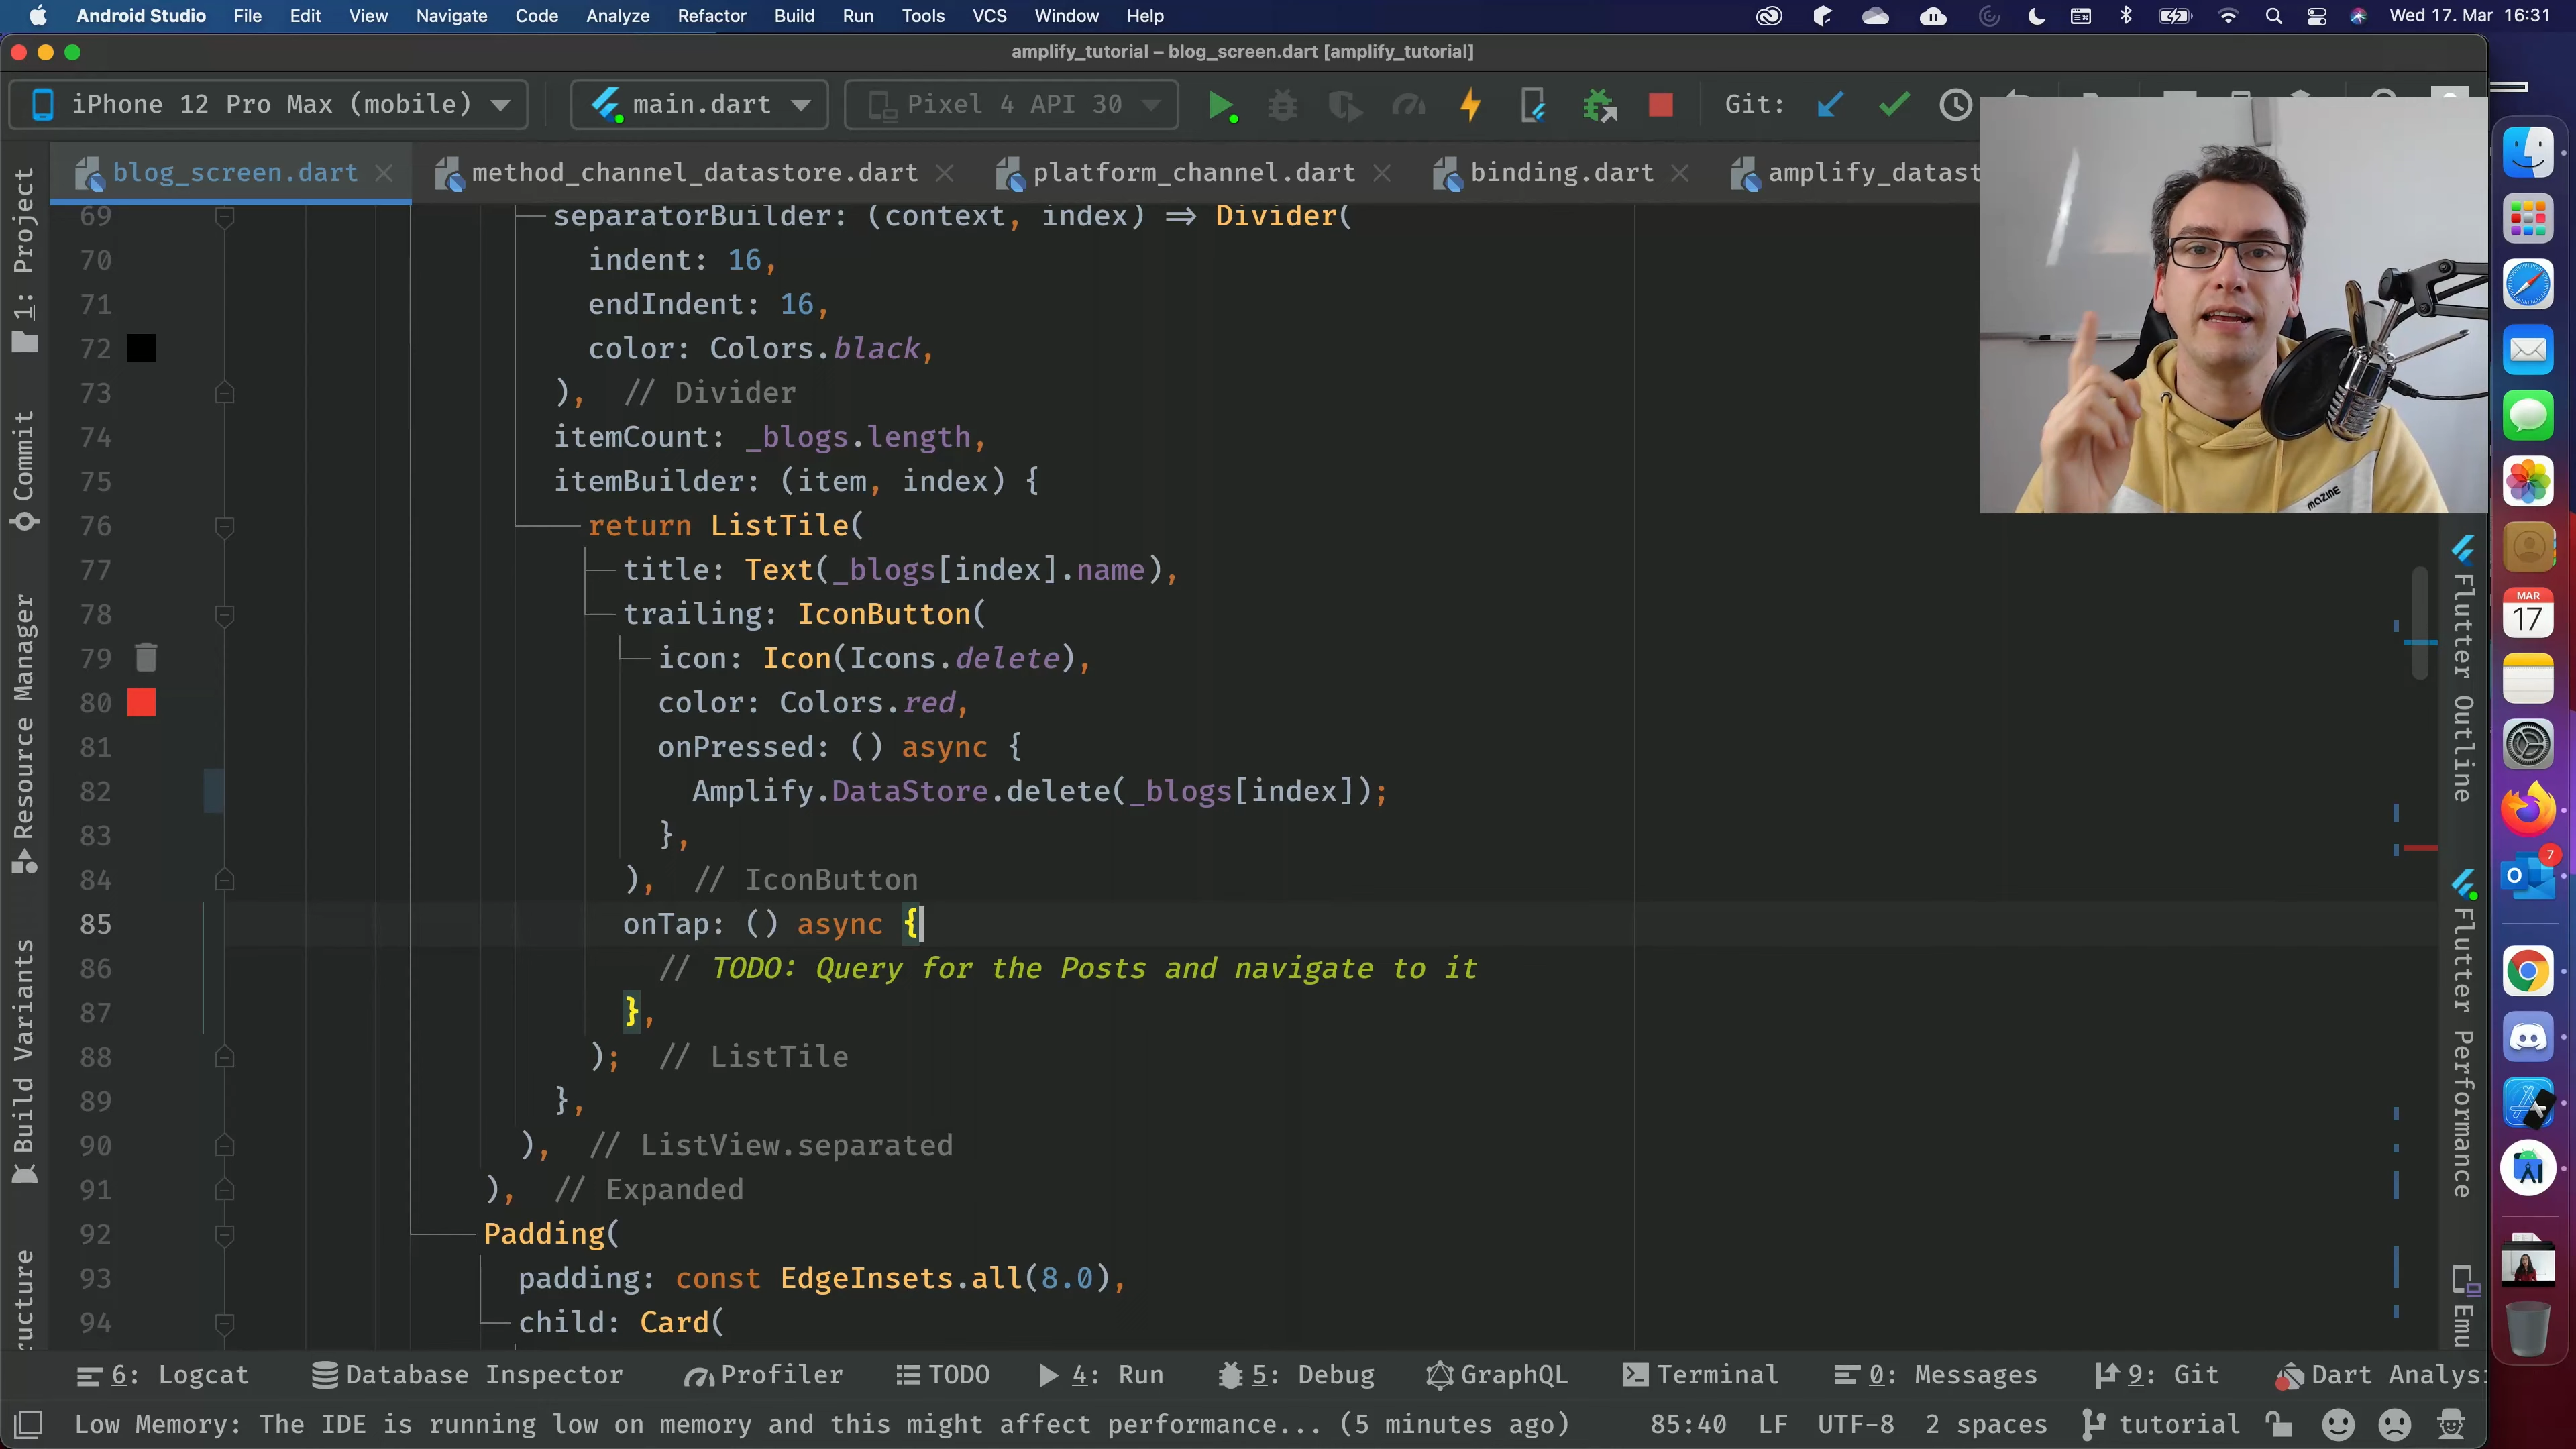 Android Studio File Edit View Navigate Code Analyze Refactor Build Run Tools VCS Window Help Wed 17. Mar 16:31
amplify_tutorial – blog_screen.dart [amplify_tutorial]
iPhone 12 Pro Max (mobile) main.dart Pixel 4 API 30 Git:
blog_screen.dart method_channel_datastore.dart platform_channel.dart binding.dart amplify_datast
69 separatorBuilder: (context, index) => Divider(
70 indent: 16,
71 endIndent: 16,
72 color: Colors.black,
73 ), // Divider
74 itemCount: _blogs.length,
75 itemBuilder: (item, index) {
76 return ListTile(
77 title: Text(_blogs[index].name),
78 trailing: IconButton(
79 icon: Icon(Icons.delete),
80 color: Colors.red,
81 onPressed: () async {
82 Amplify.DataStore.delete(_blogs[index]);
83 },
84 ), // IconButton
85 onTap: () async {
86 // TODO: Query for the Posts and navigate to it
87 },
88 ); // ListTile
89 },
90 ), // ListView.separated
91 ), // Expanded
92 Padding(
93 padding: const EdgeInsets.all(8.0),
94 child: Card(
1: Project
Commit
Resource Manager
Build Variants
ructure
MAZINE
Flutter Outline
Flutter Performance
Emu
MAR
17
7
6: Logcat Database Inspector Profiler TODO 4: Run 5: Debug GraphQL Terminal 0: Messages 9: Git Dart Analys
Low Memory: The IDE is running low on memory and this might affect performance... (5 minutes ago) 85:40 LF UTF-8 2 spaces tutorial